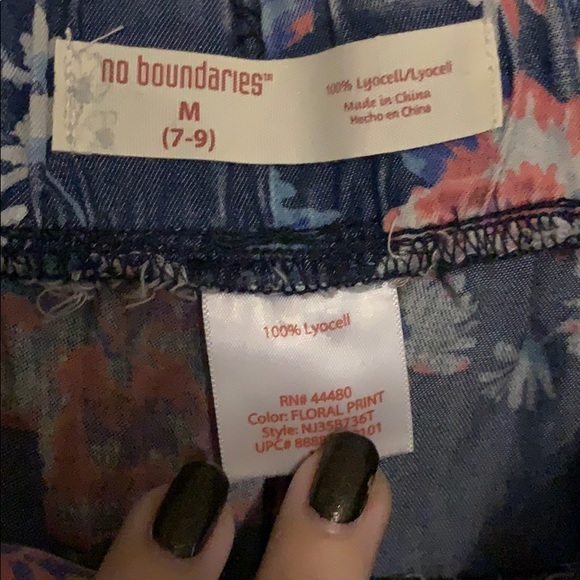 no boundaries™
M
(7-9)
100% Lyocell/Lyocell
Made in China
Hecho en China
100% Lyocell
RN# 44480
Color: FLORAL PRINT
Style: NJ35B736T
UPC#